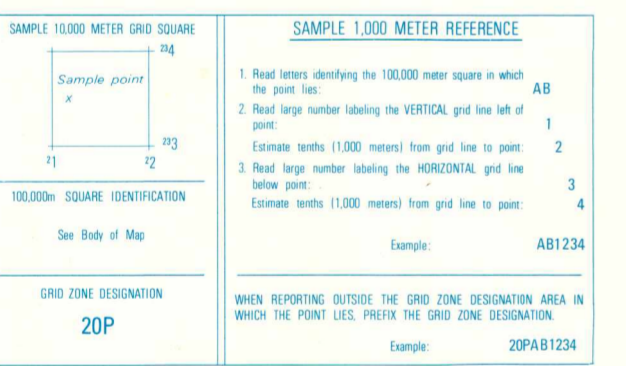 SAMPLE 10,000 METER GRID SQUARE
²³4
Sample point
x
²³3
²1
²2
100,000m SQUARE IDENTIFICATION
See Body of Map
GRID ZONE DESIGNATION
20P
SAMPLE 1,000 METER REFERENCE
1. Read letters identifying the 100,000 meter square in which
the point lies: AB
2. Read large number labeling the VERTICAL grid line left of
point: 1
Estimate tenths (1,000 meters) from grid line to point: 2
3. Read large number labeling the HORIZONTAL grid line
below point: 3
Estimate tenths (1,000 meters) from grid line to point: 4
Example: AB1234
WHEN REPORTING OUTSIDE THE GRID ZONE DESIGNATION AREA IN
WHICH THE POINT LIES, PREFIX THE GRID ZONE DESIGNATION.
Example: 20PAB1234